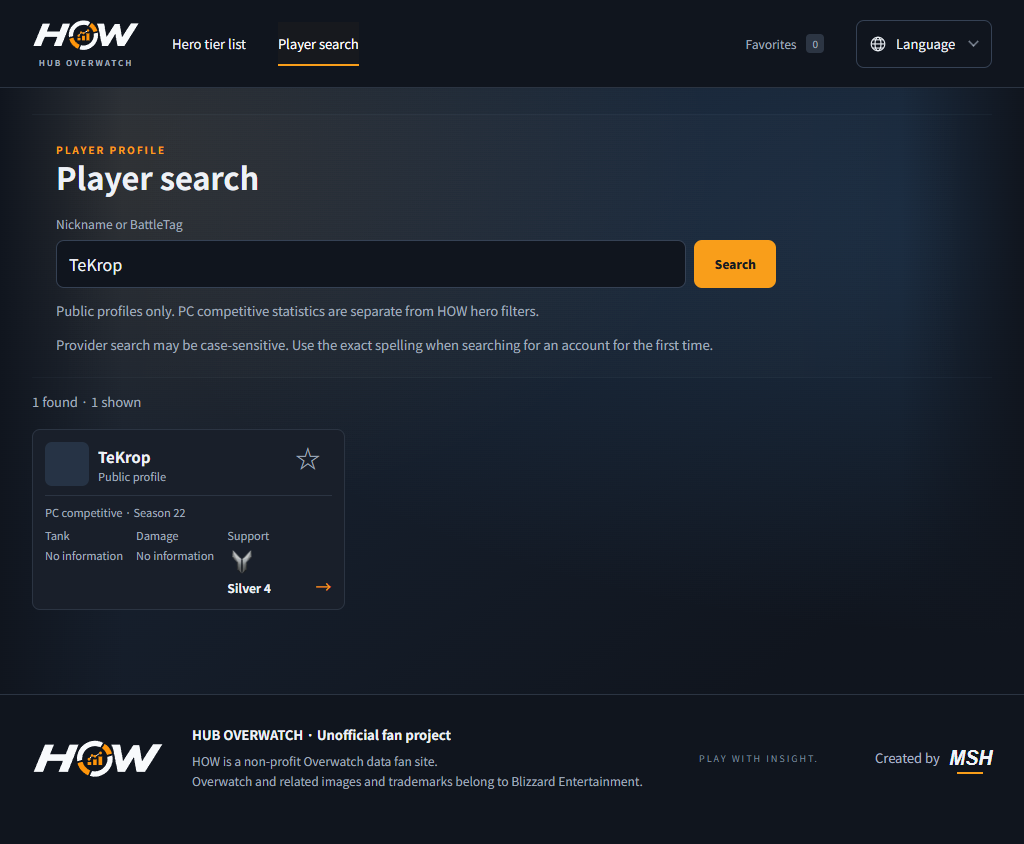 HOW
HUB OVERWATCH
Hero tier list
Player search
Favorites 0
Language
PLAYER PROFILE
Player search
Nickname or BattleTag
TeKrop
Search
Public profiles only. PC competitive statistics are separate from HOW hero filters.
Provider search may be case-sensitive. Use the exact spelling when searching for an account for the first time.
1 found · 1 shown
TeKrop
Public profile
PC competitive · Season 22
Tank
No information
Damage
No information
Support
Silver 4
HOW
HUB OVERWATCH · Unofficial fan project
HOW is a non-profit Overwatch data fan site.
Overwatch and related images and trademarks belong to Blizzard Entertainment.
PLAY WITH INSIGHT.
Created by MSH